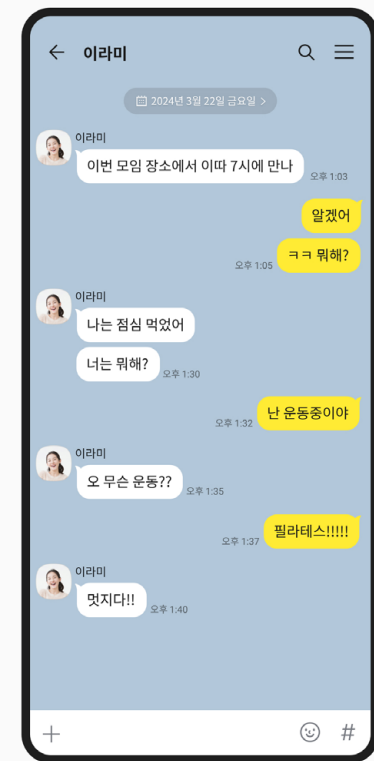 이라미
2024년 3월 22일 금요일 >
이라미
이번 모임 장소에서 이따 7시에 만나
오후 1:03
알겠어
ㅋㅋ 뭐해?
오후 1:05
이라미
나는 점심 먹었어
너는 뭐해?
오후 1:30
난 운동중이야
오후 1:32
이라미
오 무슨 운동??
오후 1:35
필라테스!!!!!
오후 1:37
이라미
멋지다!!
오후 1:40
#